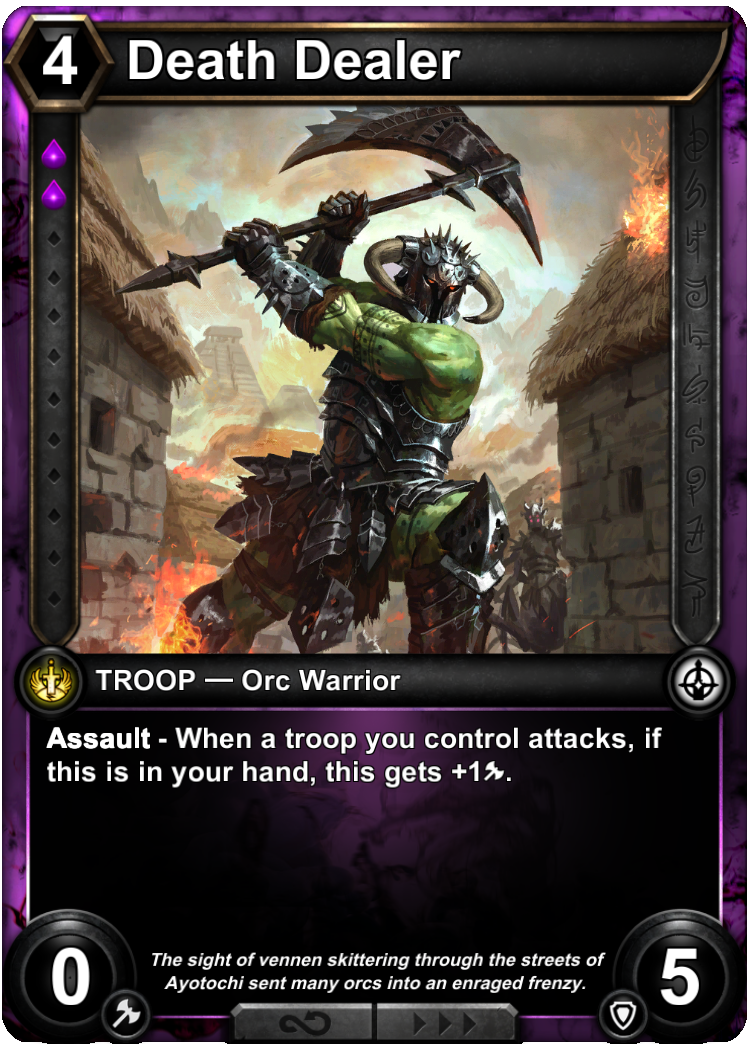 4
Death Dealer
TROOP — Orc Warrior
Assault - When a troop you control attacks, if
this is in your hand, this gets +1.
The sight of vennen skittering through the streets of
Ayotochi sent many orcs into an enraged frenzy.
0
5